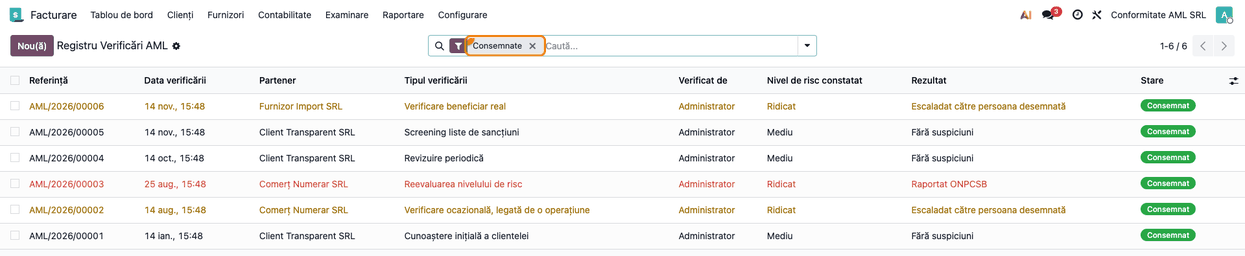 $ Facturare Tablou de bord Clienți Furnizori Contabilitate Examinare Raportare Configurare AI 3 Conformitate AML SRL A
Nou(ă) Registru Verificări AML Consemnate × Caută... 1-6 / 6
Referință Data verificării Partener Tipul verificării Verificat de Nivel de risc constatat Rezultat Stare
AML/2026/00006 14 nov., 15:48 Furnizor Import SRL Verificare beneficiar real Administrator Ridicat Escaladat către persoana desemnată Consemnat
AML/2026/00005 14 nov., 15:48 Client Transparent SRL Screening liste de sancțiuni Administrator Mediu Fără suspiciuni Consemnat
AML/2026/00004 14 oct., 15:48 Client Transparent SRL Revizuire periodică Administrator Mediu Fără suspiciuni Consemnat
AML/2026/00003 25 aug., 15:48 Comerț Numerar SRL Reevaluarea nivelului de risc Administrator Ridicat Raportat ONPCSB Consemnat
AML/2026/00002 14 aug., 15:48 Comerț Numerar SRL Verificare ocazională, legată de o operațiune Administrator Ridicat Escaladat către persoana desemnată Consemnat
AML/2026/00001 14 ian., 15:48 Client Transparent SRL Cunoaștere inițială a clientelei Administrator Mediu Fără suspiciuni Consemnat